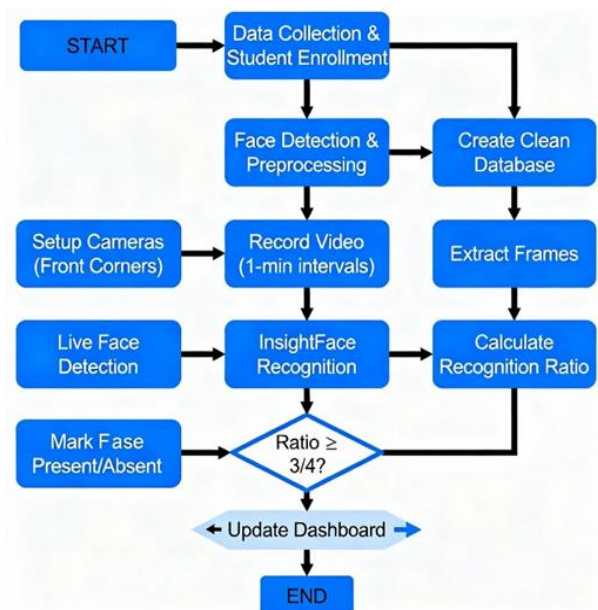 START
Data Collection &
Student Enrollment
Face Detection &
Preprocessing
Create Clean
Database
Setup Cameras
(Front Corners)
Record Video
(1-min intervals)
Extract Frames
Live Face
Detection
InsightFace
Recognition
Calculate
Recognition Ratio
Mark Fase
Present/Absent
Ratio ≥
3/4?
Update Dashboard
END